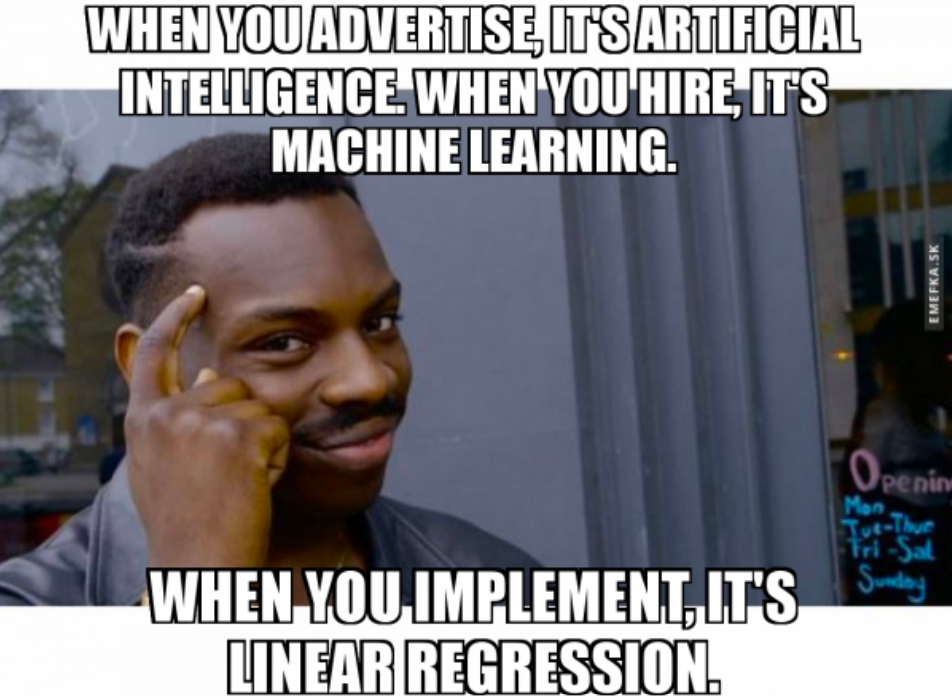 WHEN YOU ADVERTISE, IT'S ARTIFICIAL
INTELLIGENCE. WHEN YOU HIRE, IT'S
MACHINE LEARNING.
EMEFKA.SK
Openin
Mon
Tue-Thur
Fri-Sat
Sunday
WHEN YOU IMPLEMENT, IT'S
LINEAR REGRESSION.